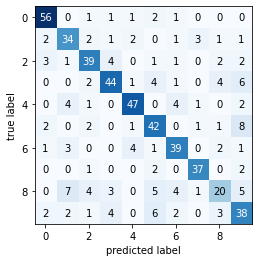 0 56 0 1 1 1 2 1 0 0 0
2 34 2 1 2 0 1 3 1 1
2 3 1 39 4 0 1 1 0 2 2
0 0 2 44 1 4 1 0 4 6
4 0 4 1 0 47 0 4 1 0 2
2 0 2 0 1 42 0 1 1 8
6 1 3 0 0 4 1 39 0 2 1
0 0 1 0 0 2 0 37 0 2
8 0 7 4 3 0 5 4 1 20 5
2 2 1 4 0 6 2 0 3 38
0 2 4 6 8
predicted label
true label